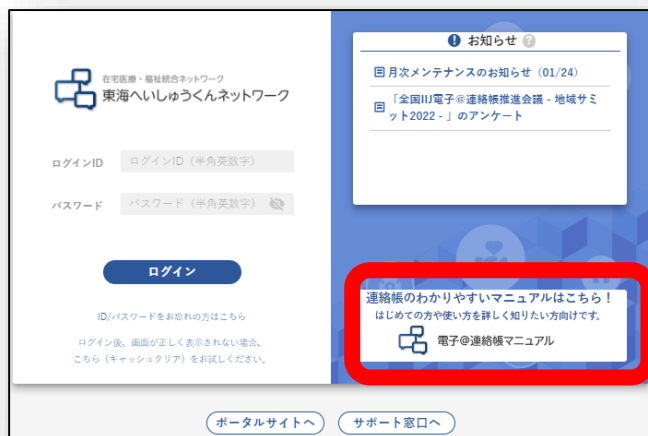 在宅医療・福祉統合ネットワーク
東海へいしゅうくんネットワーク
ログインID
ログインID（半角英数字）
パスワード
パスワード（半角英数字）
ログイン
ID/パスワードをお忘れの方はこちら
ログイン後、画面が正しく表示されない場合、
こちら（キャッシュクリア）をお試しください。
お知らせ
月次メンテナンスのお知らせ（01/24）
「全国IIJ電子@連絡帳推進会議 - 地域サミ
ット2022 - 」のアンケート
連絡帳のわかりやすいマニュアルはこちら！
はじめての方や使い方を詳しく知りたい方向けです。
電子@連絡帳マニュアル
ポータルサイトへ
サポート窓口へ